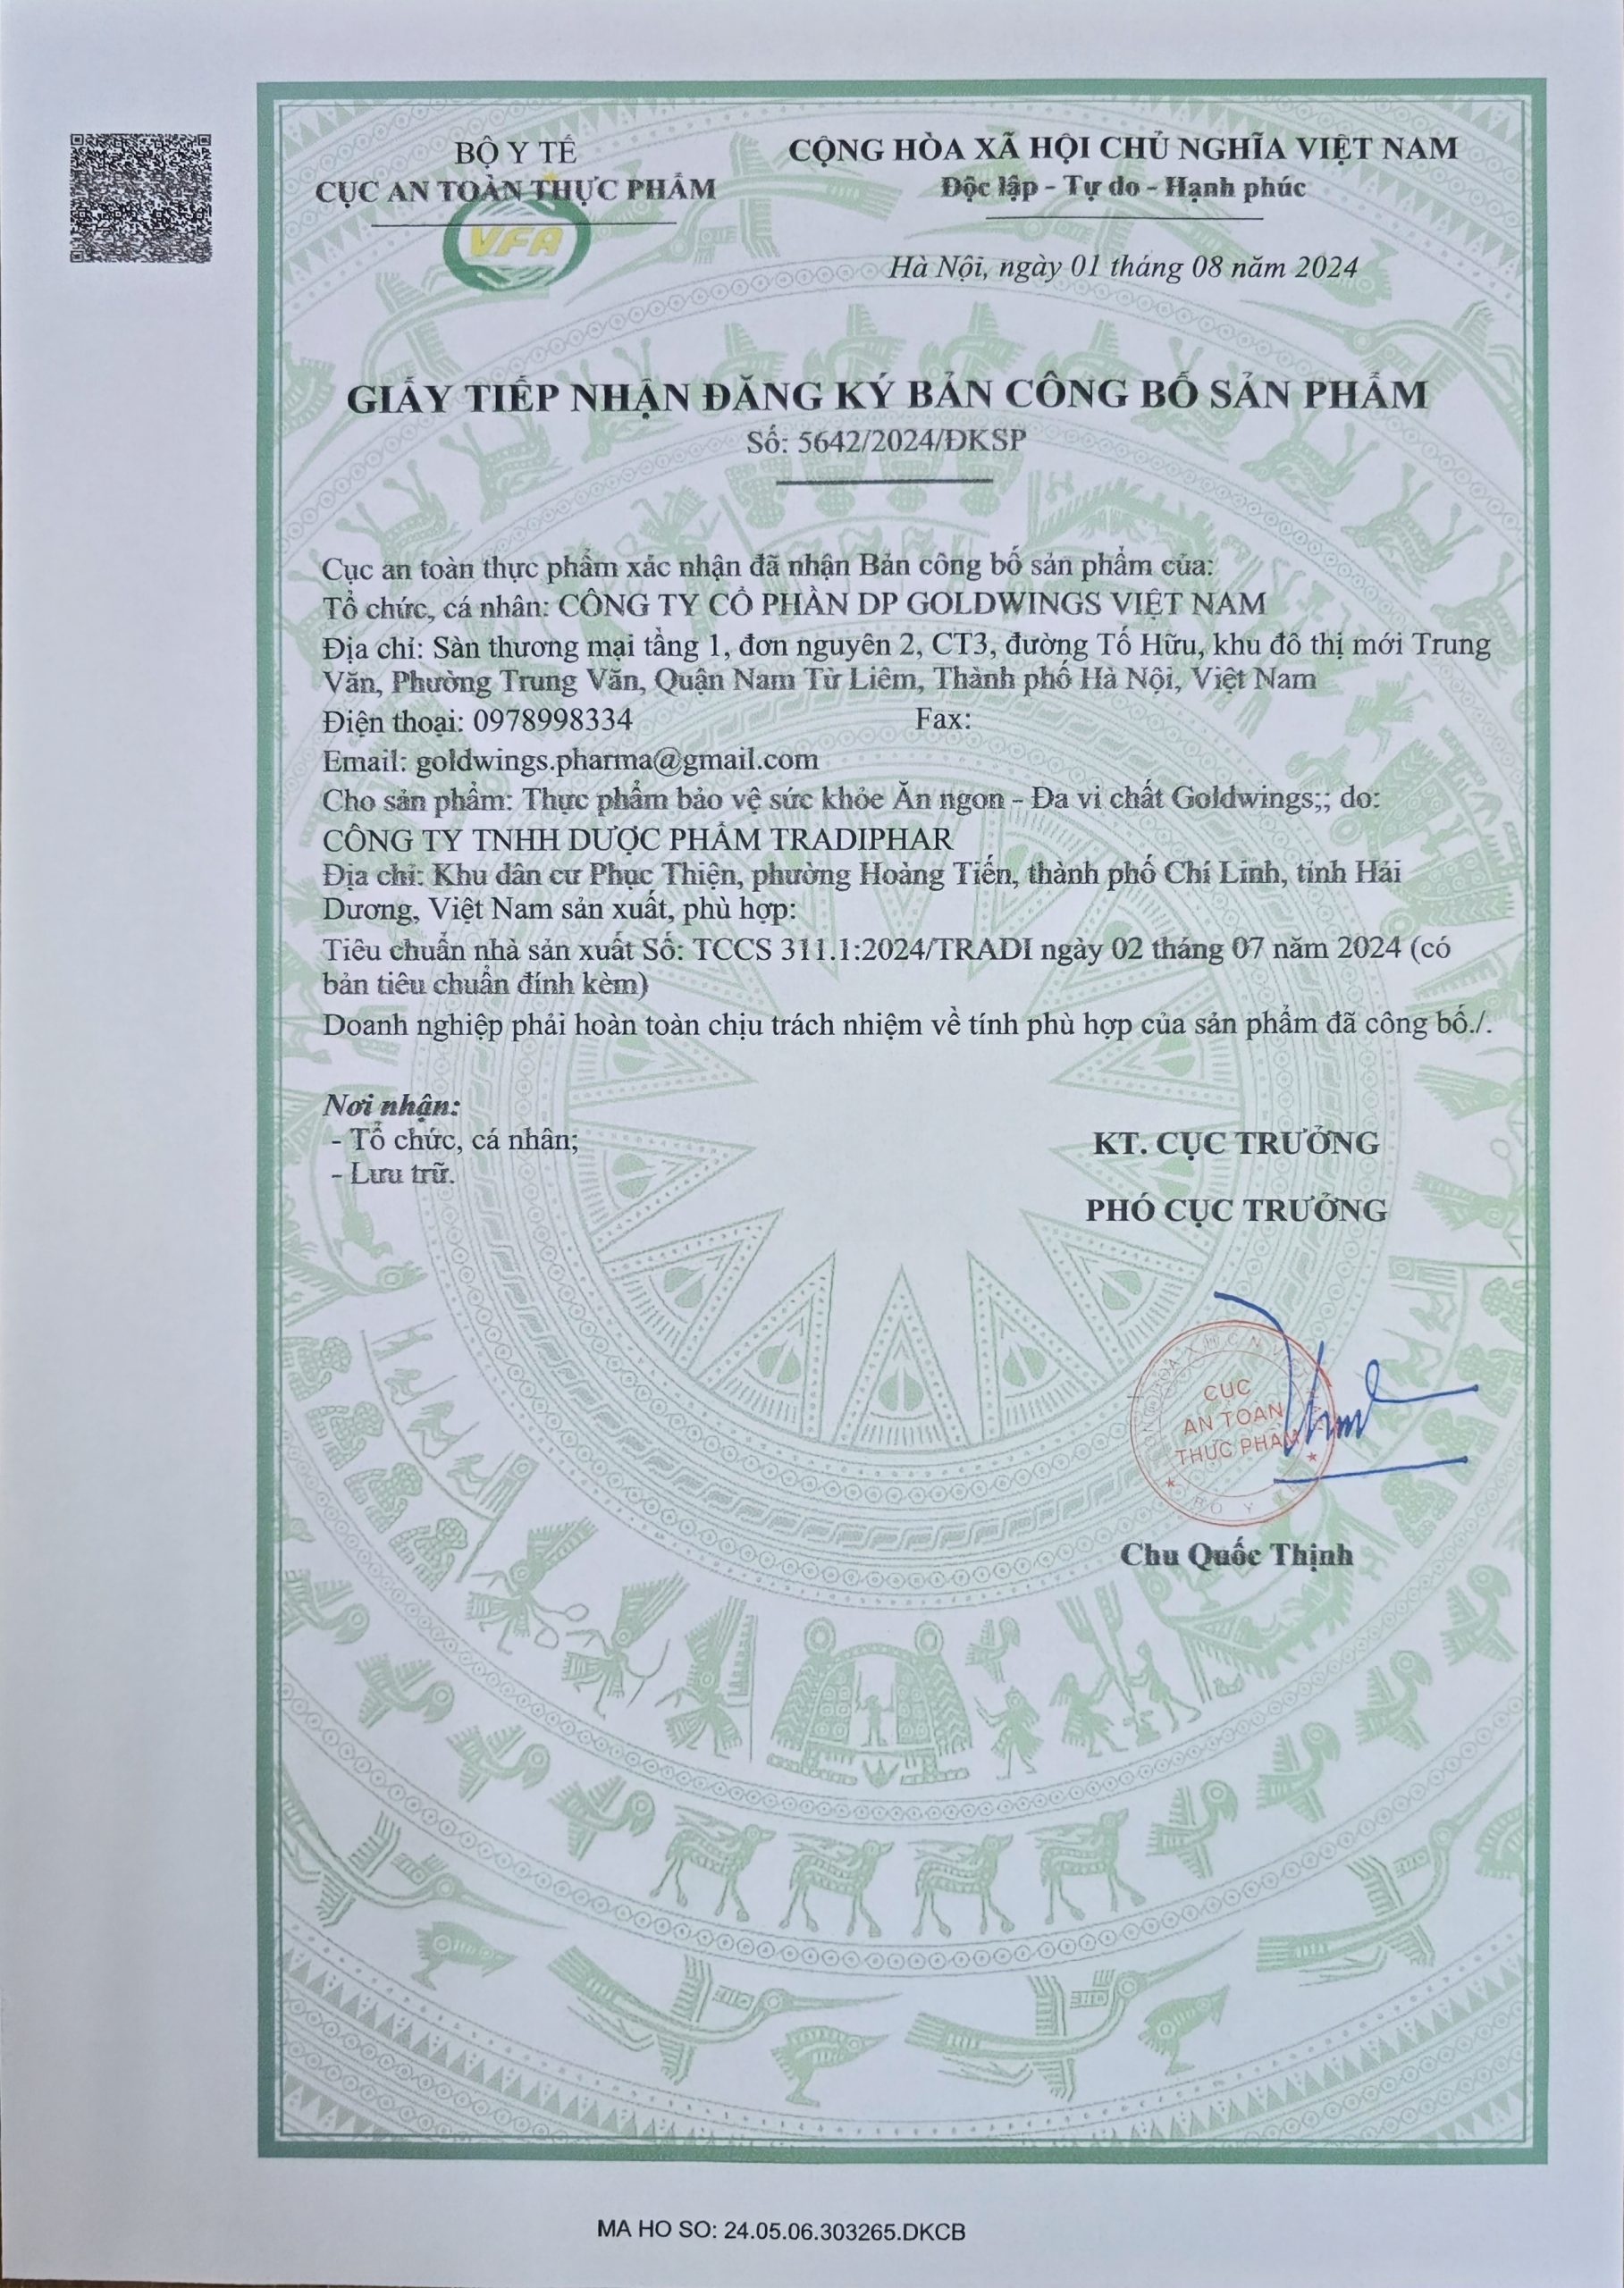 BỘ Y TẾ
CỤC AN TOÀN THỰC PHẨM
VFA
CỘNG HÒA XÃ HỘI CHỦ NGHĨA VIỆT NAM
Độc lập - Tự do - Hạnh phúc
Hà Nội, ngày 01 tháng 08 năm 2024
GIẤY TIẾP NHẬN ĐĂNG KÝ BẢN CÔNG BỐ SẢN PHẨM
Số: 5642/2024/ĐKSP
Cục an toàn thực phẩm xác nhận đã nhận Bản công bố sản phẩm của:
Tổ chức, cá nhân: CÔNG TY CỔ PHẦN DP GOLDWINGS VIỆT NAM
Địa chỉ: Sàn thương mại tầng 1, đơn nguyên 2, CT3, đường Tố Hữu, khu đô thị mới Trung
Văn, Phường Trung Văn, Quận Nam Từ Liêm, Thành phố Hà Nội, Việt Nam
Điện thoại: 0978998334 Fax:
Email: goldwings.pharma@gmail.com
Cho sản phẩm: Thực phẩm bảo vệ sức khỏe Ăn ngon - Đa vi chất Goldwings;; do:
CÔNG TY TNHH DƯỢC PHẨM TRADIPHAR
Địa chỉ: Khu dân cư Phục Thiện, phường Hoàng Tiến, thành phố Chí Linh, tỉnh Hải
Dương, Việt Nam sản xuất, phù hợp:
Tiêu chuẩn nhà sản xuất Số: TCCS 311.1:2024/TRADI ngày 02 tháng 07 năm 2024 (có
bản tiêu chuẩn đính kèm)
Doanh nghiệp phải hoàn toàn chịu trách nhiệm về tính phù hợp của sản phẩm đã công bố./.
Nơi nhận:
- Tổ chức, cá nhân;
- Lưu trữ.
KT. CỤC TRƯỞNG
PHÓ CỤC TRƯỞNG
CỤC
AN TOÀN
THỰC PHẨM
Chu Quốc Thịnh
MA HO SO: 24.05.06.303265.DKCB